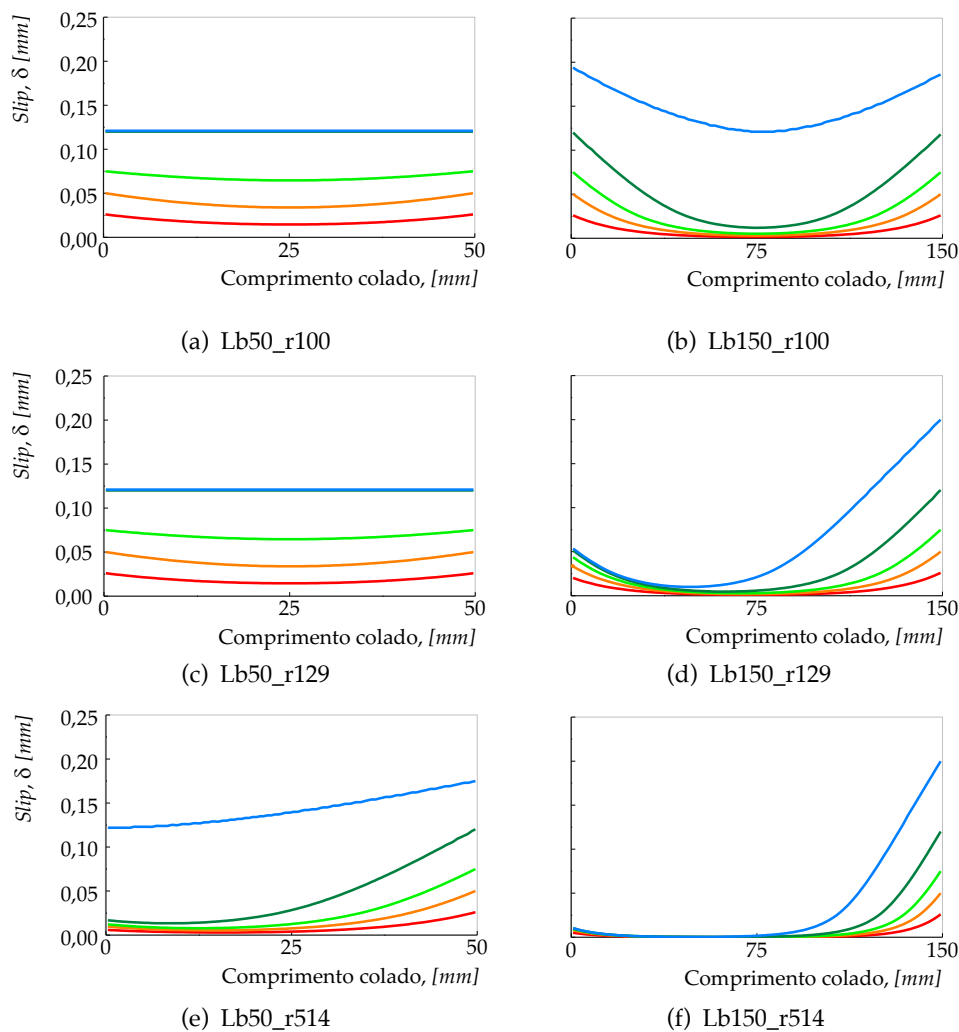 Slip, δ [mm]
0,25
0,20
0,15
0,10
0,05
0,00
0 25 50
Comprimento colado, [mm]
0 75 150
Comprimento colado, [mm]
(a) Lb50_r100
(b) Lb150_r100
Slip, δ [mm]
0,25
0,20
0,15
0,10
0,05
0,00
0 25 50
Comprimento colado, [mm]
0 75 150
Comprimento colado, [mm]
(c) Lb50_r129
(d) Lb150_r129
Slip, δ [mm]
0,25
0,20
0,15
0,10
0,05
0,00
0 25 50
Comprimento colado, [mm]
0 75 150
Comprimento colado, [mm]
(e) Lb50_r514
(f) Lb150_r514